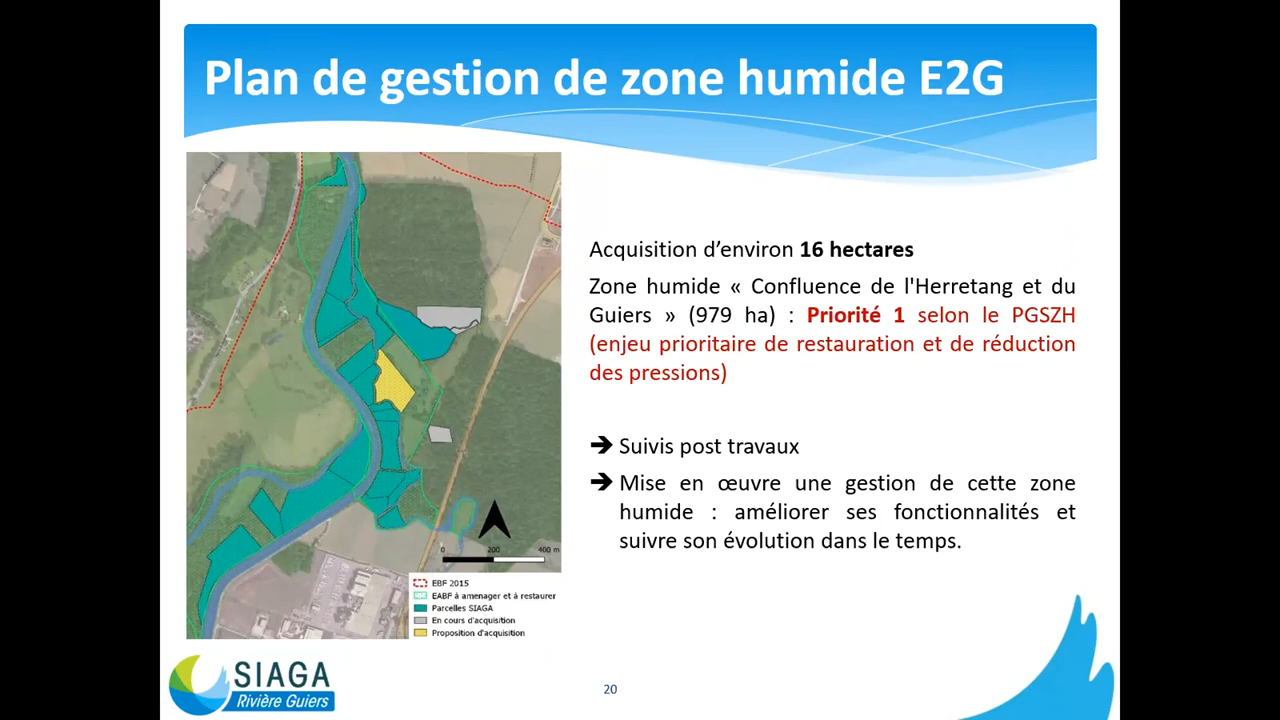 Plan de gestion de zone humide E2G
Acquisition d’environ 16 hectares
Zone humide « Confluence de l'Herretang et du
Guiers » (979 ha) : Priorité 1 selon le PGSZH
(enjeu prioritaire de restauration et de réduction
des pressions)
➔ Suivis post travaux
➔ Mise en œuvre une gestion de cette zone
humide : améliorer ses fonctionnalités et
suivre son évolution dans le temps.
0 200 400 m
EBF 2015
EABF à amenager et à restaurer
Parcelles SIAGA
En cours d'acquisition
Proposition d'acquisition
SIAGA
Rivière Guiers
20